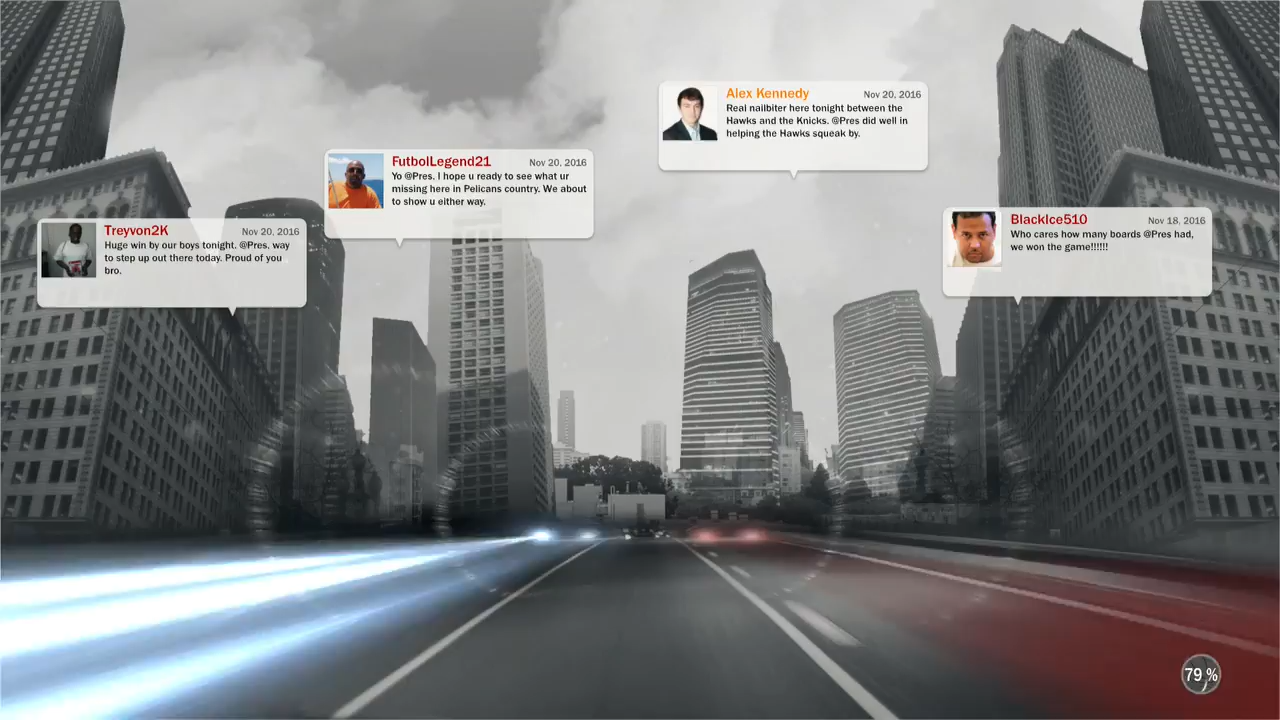 Alex Kennedy Nov 20, 2016
Real nailbiter here tonight between the
Hawks and the Knicks. @Pres did well in
helping the Hawks squeak by.
FutbolLegend21 Nov 20, 2016
Yo @Pres. I hope u ready to see what ur
missing here in Pelicans country. We about
to show u either way.
BlackIce510 Nov 18, 2016
Who cares how many boards @Pres had,
we won the game!!!!!!
Treyvon2K Nov 20, 2016
Huge win by our boys tonight. @Pres, way
to step up out there today. Proud of you
bro.
79 %